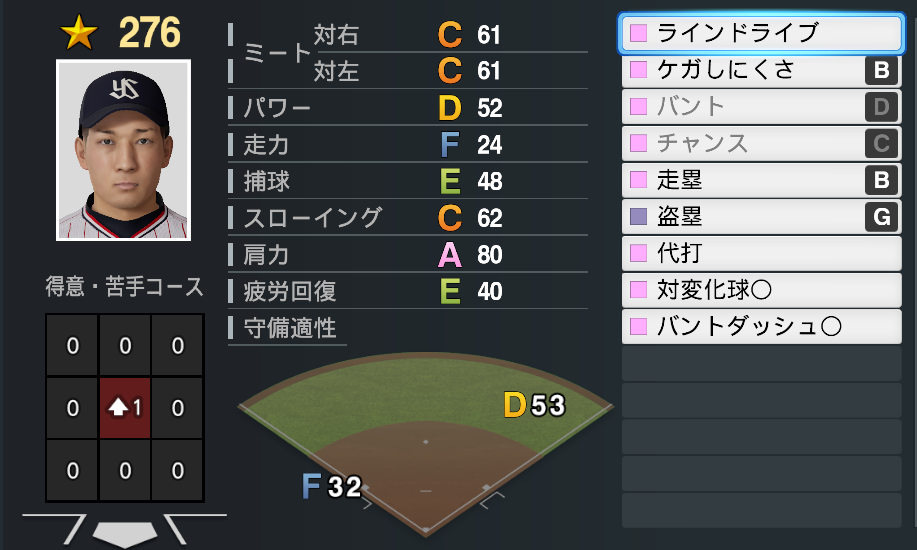 276
YS
ミート 対右 C 61
対左 C 61
パワー D 52
走力 F 24
捕球 E 48
スローイング C 62
肩力 A 80
疲労回復 E 40
守備適性
D 53
F 32
得意・苦手コース
0 0 0
0 1 0
0 0 0
ラインドライブ
ケガしにくさ B
バント D
チャンス C
走塁 B
盗塁 G
代打
対変化球○
バントダッシュ○